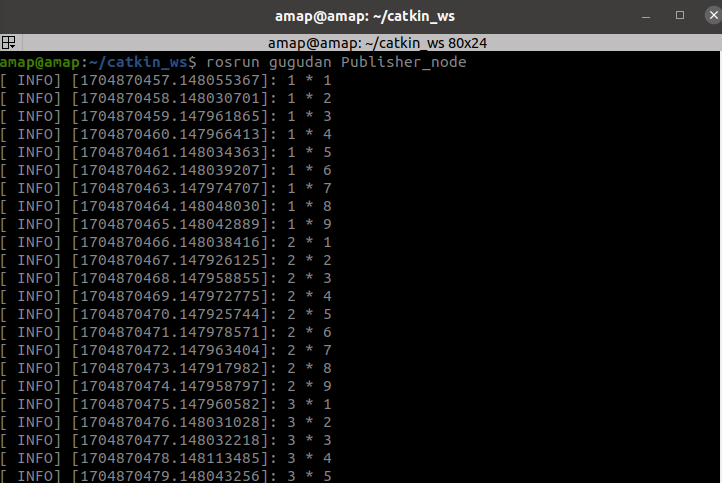 amap@amap: ~/catkin_ws
amap@amap: ~/catkin_ws 80x24
amap@amap:~/catkin_ws$ rosrun gugudan Publisher_node
[ INFO] [1704870457.148055367]: 1 * 1
[ INFO] [1704870458.148030701]: 1 * 2
[ INFO] [1704870459.147961865]: 1 * 3
[ INFO] [1704870460.147966413]: 1 * 4
[ INFO] [1704870461.148034363]: 1 * 5
[ INFO] [1704870462.148039207]: 1 * 6
[ INFO] [1704870463.147974707]: 1 * 7
[ INFO] [1704870464.148048030]: 1 * 8
[ INFO] [1704870465.148042889]: 1 * 9
[ INFO] [1704870466.148038416]: 2 * 1
[ INFO] [1704870467.147926125]: 2 * 2
[ INFO] [1704870468.147958855]: 2 * 3
[ INFO] [1704870469.147972775]: 2 * 4
[ INFO] [1704870470.147925744]: 2 * 5
[ INFO] [1704870471.147978571]: 2 * 6
[ INFO] [1704870472.147963404]: 2 * 7
[ INFO] [1704870473.147917982]: 2 * 8
[ INFO] [1704870474.147958797]: 2 * 9
[ INFO] [1704870475.147960582]: 3 * 1
[ INFO] [1704870476.148031028]: 3 * 2
[ INFO] [1704870477.148032218]: 3 * 3
[ INFO] [1704870478.148113485]: 3 * 4
[ INFO] [1704870479.148043256]: 3 * 5